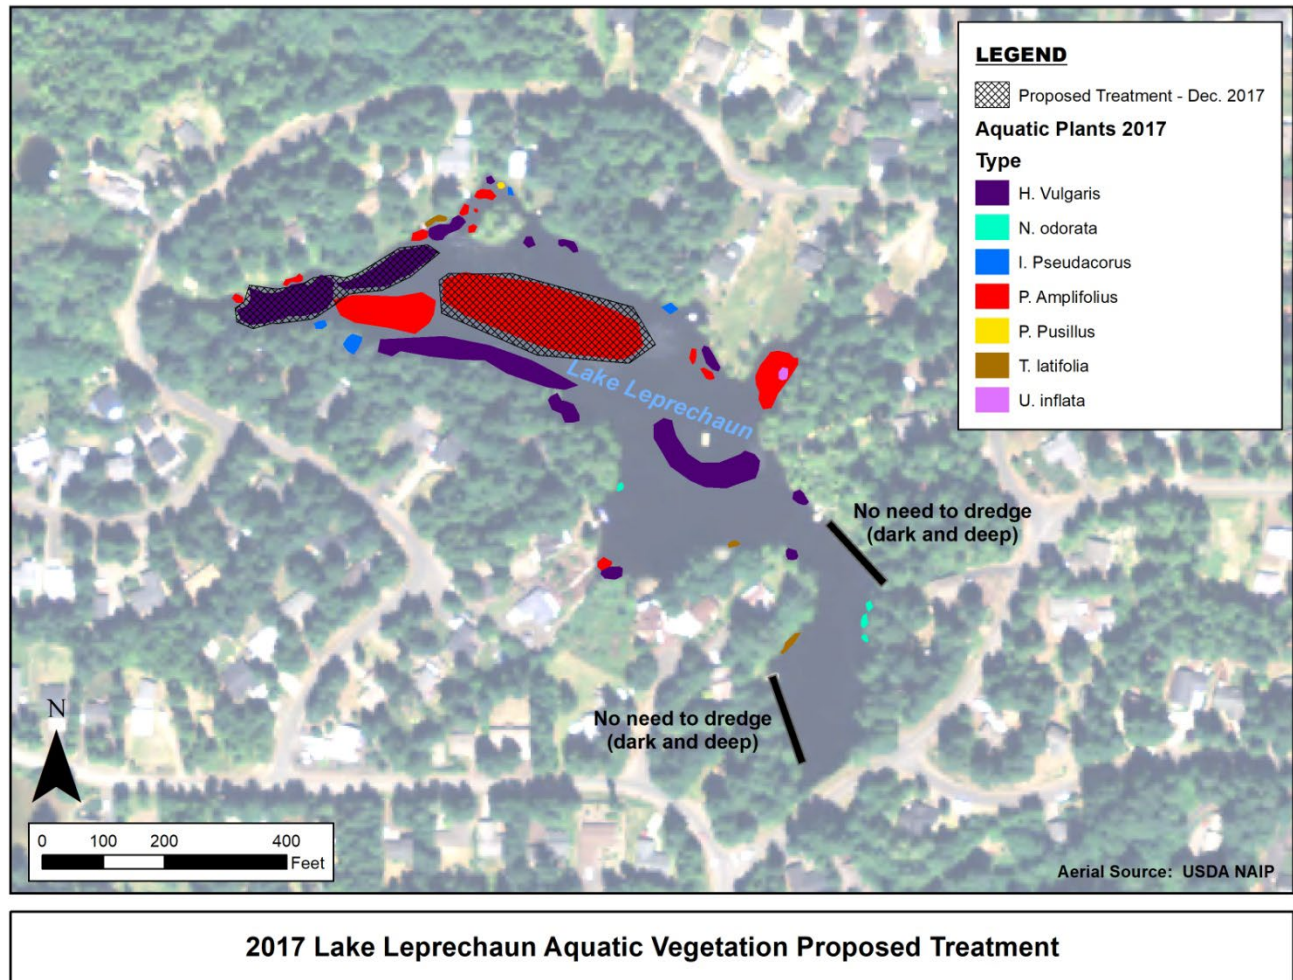 LEGEND
Proposed Treatment - Dec. 2017
Aquatic Plants 2017
Type
H. Vulgaris
N. odorata
I. Pseudacorus
P. Amplifolius
P. Pusillus
T. latifolia
U. inflata
Lake Leprechaun
No need to dredge
(dark and deep)
No need to dredge
(dark and deep)
N
0 100 200 400
Feet
Aerial Source: USDA NAIP
2017 Lake Leprechaun Aquatic Vegetation Proposed Treatment